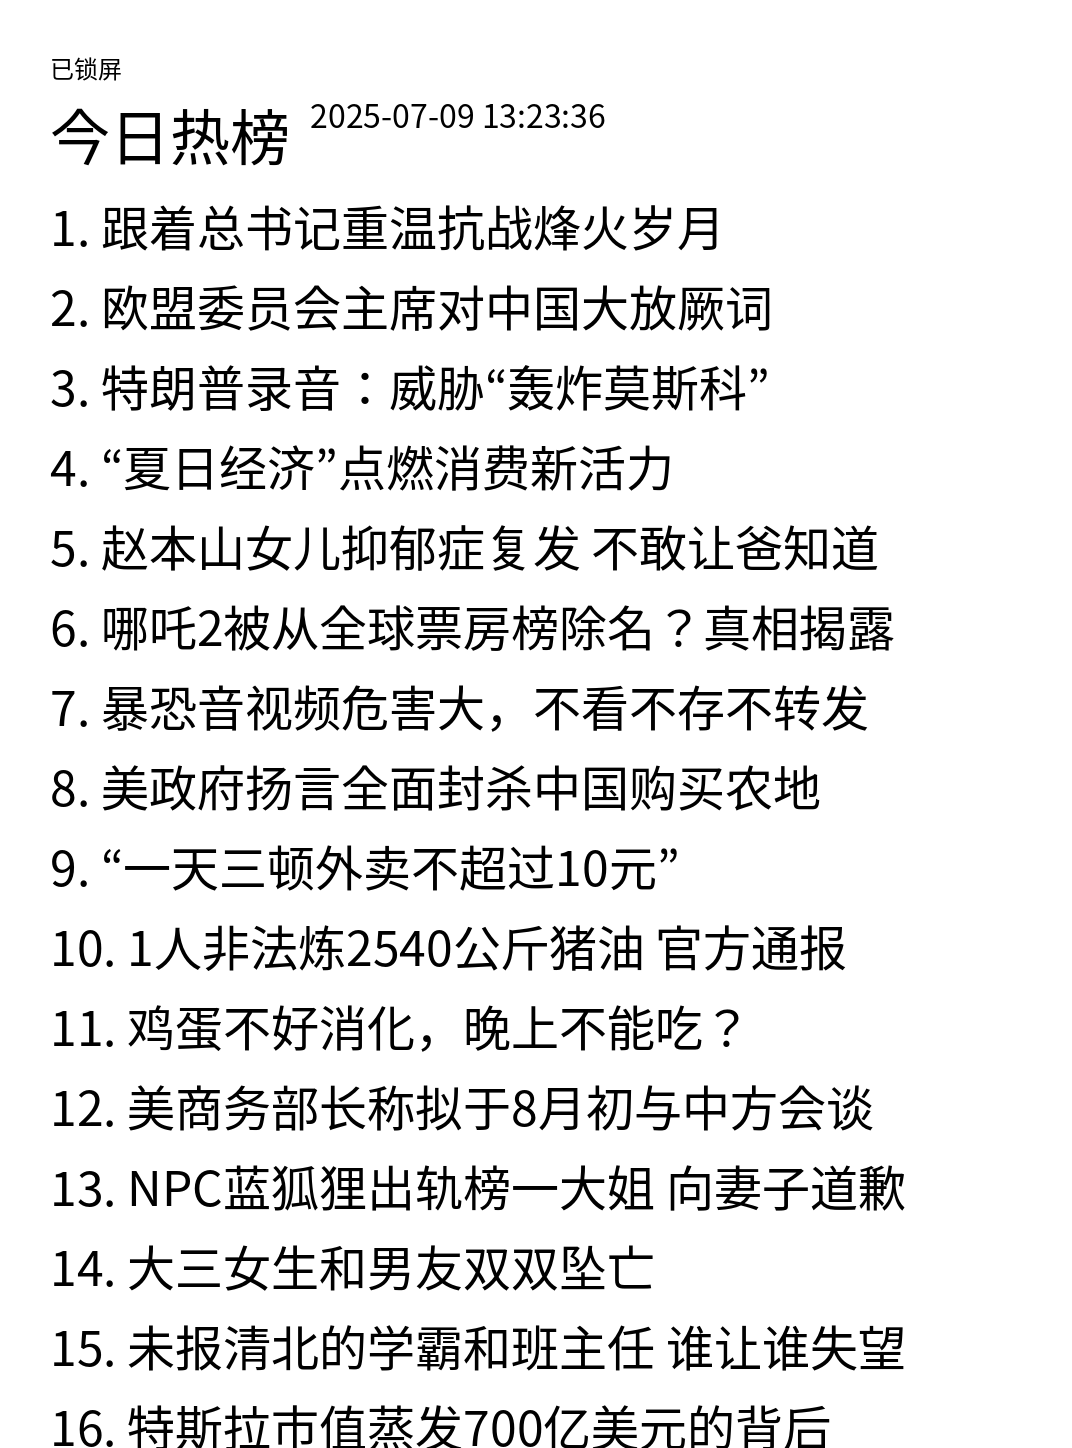 已锁屏
今日热榜 2025-07-09 13:23:36
1. 跟着总书记重温抗战烽火岁月
2. 欧盟委员会主席对中国大放厥词
3. 特朗普录音：威胁“轰炸莫斯科”
4. “夏日经济”点燃消费新活力
5. 赵本山女儿抑郁症复发 不敢让爸知道
6. 哪吒2被从全球票房榜除名？真相揭露
7. 暴恐音视频危害大，不看不存不转发
8. 美政府扬言全面封杀中国购买农地
9. “一天三顿外卖不超过10元”
10. 1人非法炼2540公斤猪油 官方通报
11. 鸡蛋不好消化，晚上不能吃？
12. 美商务部长称拟于8月初与中方会谈
13. NPC蓝狐狸出轨榜一大姐 向妻子道歉
14. 大三女生和男友双双坠亡
15. 未报清北的学霸和班主任 谁让谁失望
16. 特斯拉市值蒸发700亿美元的背后